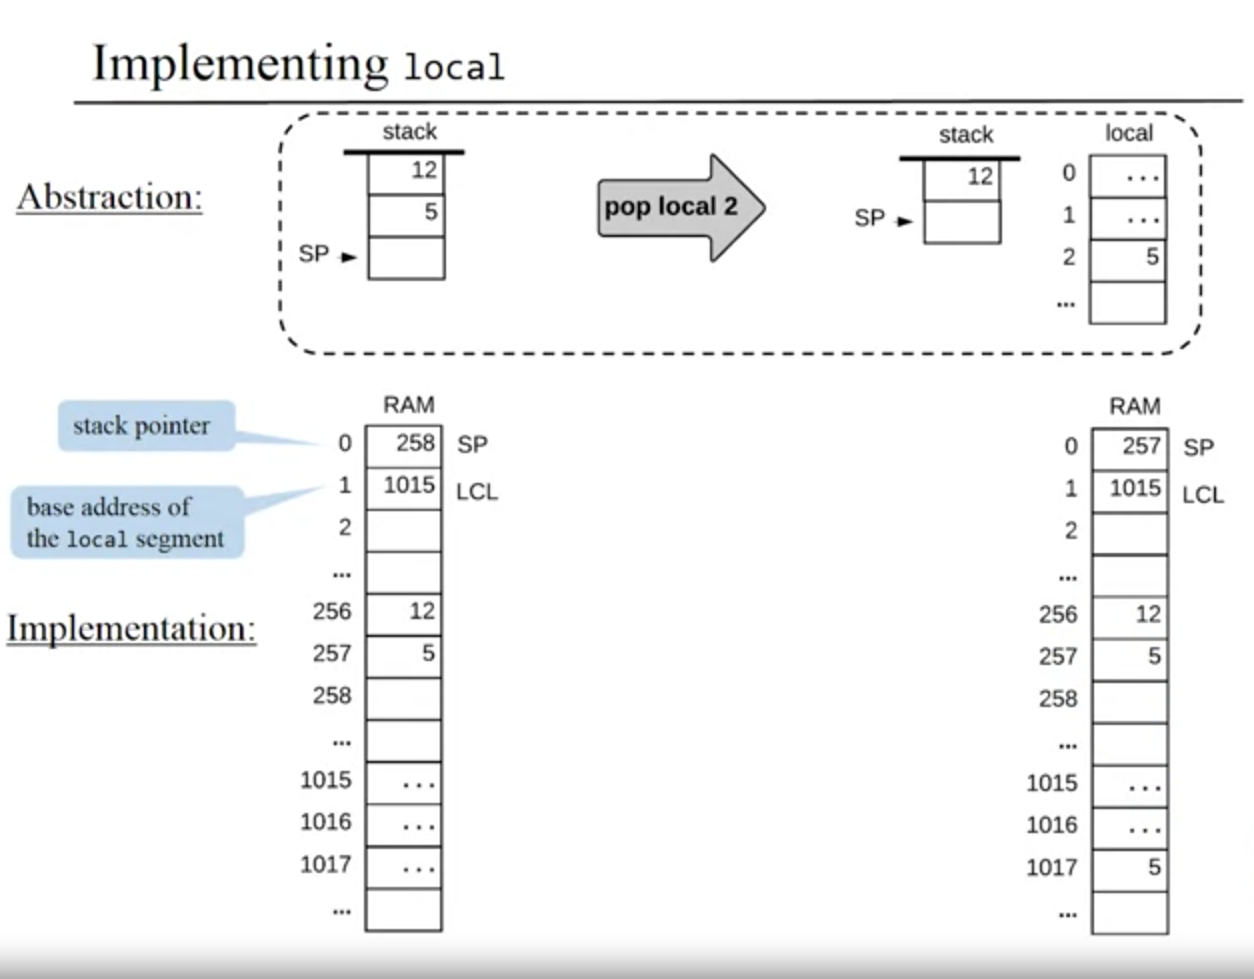 Implementing local
Abstraction:
stack
12
5
SP
pop local 2
stack
12
SP
local
0 ...
1 ...
2 5
...
stack pointer
base address of
the local segment
Implementation:
RAM
0 258 SP
1 1015 LCL
2
...
256 12
257 5
258
...
1015 ...
1016 ...
1017 ...
...
RAM
0 257 SP
1 1015 LCL
2
...
256 12
257 5
258
...
1015 ...
1016 ...
1017 5
...